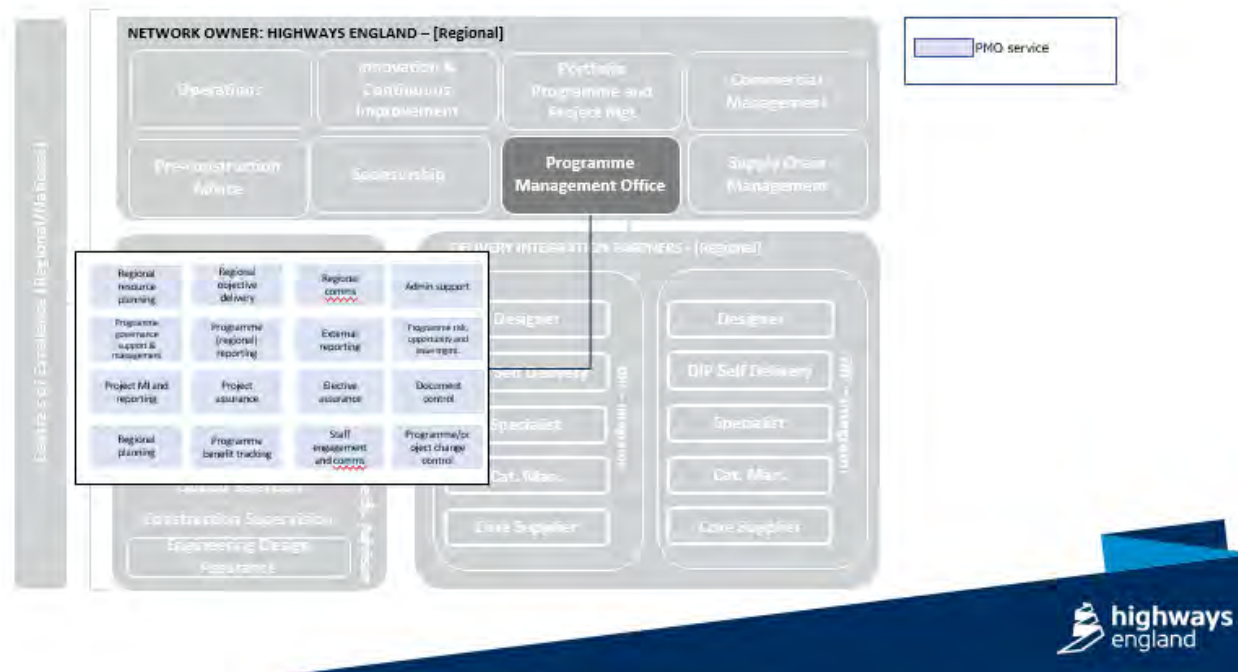 NETWORK OWNER: HIGHWAYS ENGLAND – [Regional]
Operations
Innovation &
Continuous
Improvement
Portfolio
Programme and
Project Mgt.
Commercial
Management
Pre-construction
Advice
Sponsorship
Programme
Management Office
Supply Chain
Management
PMO service
Centre s of Excellence (Regional/National)
DELIVERY INTEGRATION PARTNERS - [Regional]
Regional
resource
planning
Regional
objective
delivery
Regional
comms
Admin support
Programme
governance
support &
management
Programme
(regional)
reporting
External
reporting
Programme risk,
opportunity and
issue mgmt.
Project MI and
reporting
Project
assurance
Elective
assurance
Document
control
Regional
planning
Programme
benefit tracking
Staff
engagement
and comms
Programme/pr
oject change
control
Construction Supervision
Engineering Design
Assurance
Designer
Self Delivery
Specialist
Cat. Man.
Core Supplier
Designer
DIP Self Delivery
Specialist
Cat. Man.
Core Supplier
highways
england